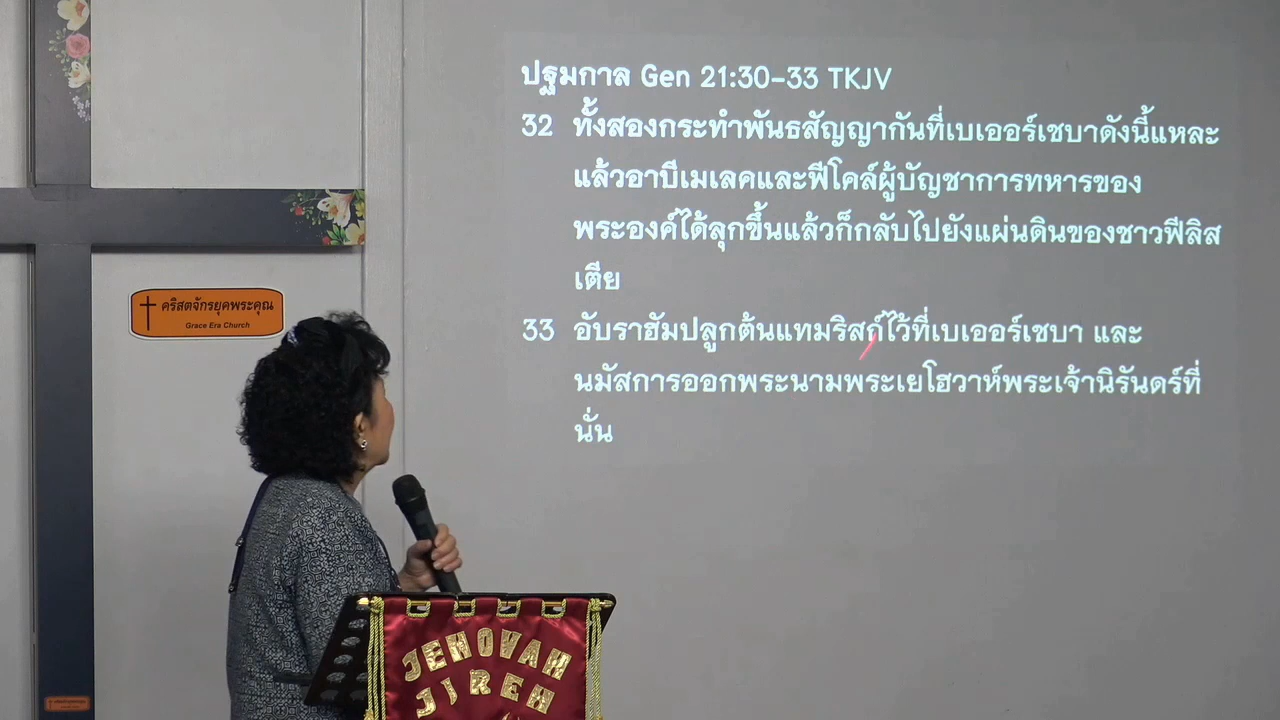 ปฐมกาล Gen 21:30-33 TKJV
32 ทั้งสองกระทำพันธสัญญากันที่เบเออร์เชบาดังนี้แหละ
แล้วอาบีเมเลคและฟีโคล์ผู้บัญชาการทหารของ
พระองค์ได้ลุกขึ้นแล้วก็กลับไปยังแผ่นดินของชาวฟีลิส
เตีย
33 อับราฮัมปลูกต้นแทมริสก์ไว้ที่เบเออร์เชบา และ
นมัสการออกพระนามพระเยโฮวาห์พระเจ้านิรันดร์ที่
นั่น
คริสตจักรยุคพระคุณ
Grace Era Church
JEHOVAH
JIREH